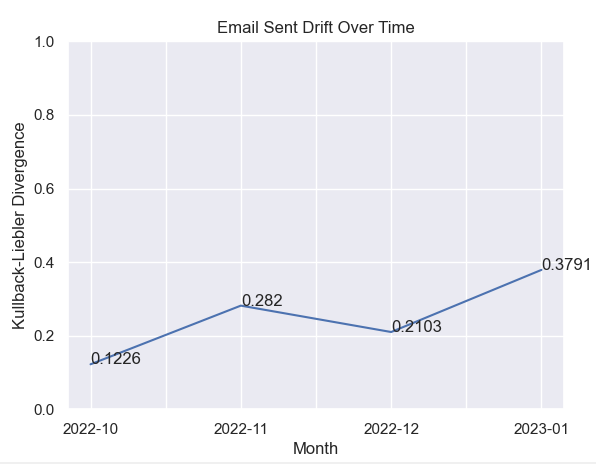 Email Sent Drift Over Time
1.0
0.8
0.6
0.4
0.2
0.0
Kullback-Liebler Divergence
0.1226
0.282
0.2103
0.3791
2022-10 2022-11 2022-12 2023-01
Month